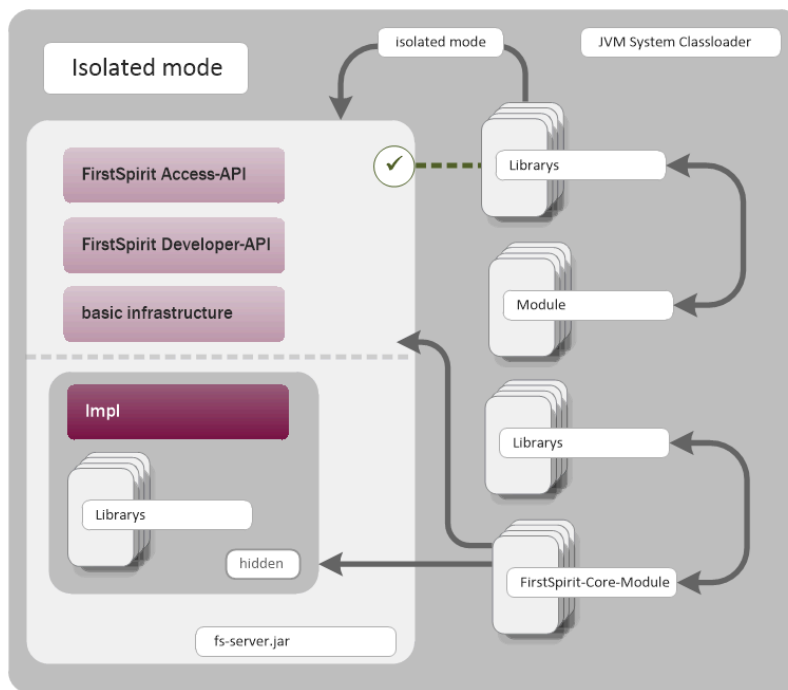 isolated mode
JVM System Classloader
Isolated mode
FirstSpirit Access-API
✓
Librarys
FirstSpirit Developer-API
basic infrastructure
Module
Impl
Librarys
Librarys
hidden
FirstSpirit-Core-Module
fs-server.jar